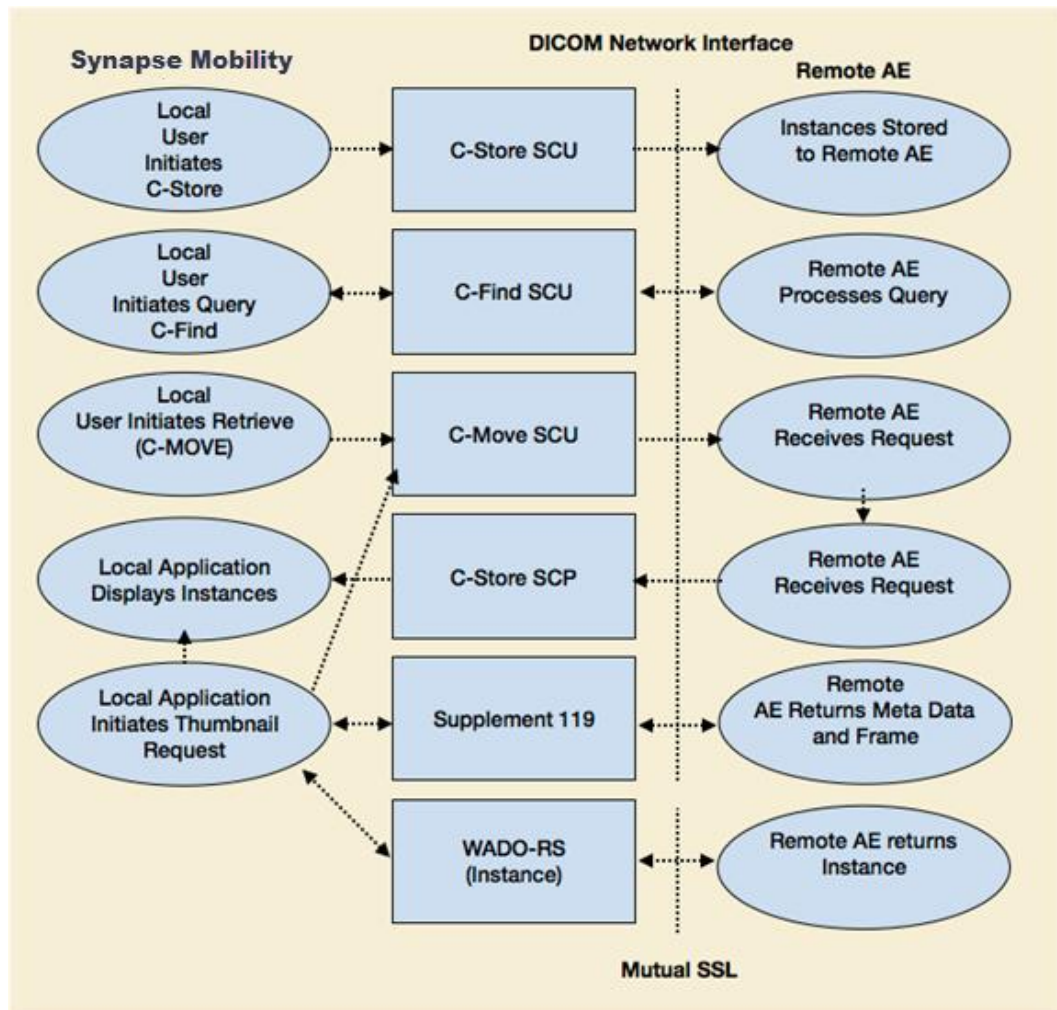 DICOM Network Interface
Synapse Mobility
Remote AE
Local
User
Initiates
C-Store
C-Store SCU
Instances Stored
to Remote AE
Local
User
Initiates Query
C-Find
C-Find SCU
Remote AE
Processes Query
Local
User Initiates Retrieve
(C-MOVE)
C-Move SCU
Remote AE
Receives Request
Local Application
Displays Instances
C-Store SCP
Remote AE
Receives Request
Local Application
Initiates Thumbnail
Request
Supplement 119
Remote
AE Returns Meta Data
and Frame
WADO-RS
(Instance)
Remote AE returns
Instance
Mutual SSL